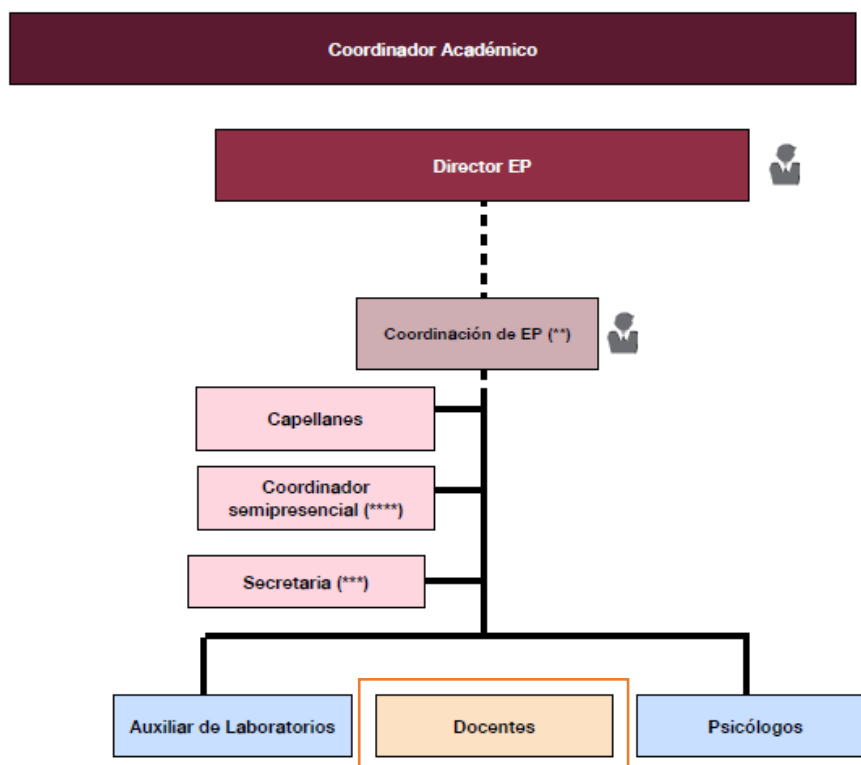 Coordinador Académico
Director EP
Coordinación de EP (**)
Capellanes
Coordinador
semipresencial (****)
Secretaria (***)
Auxiliar de Laboratorios
Docentes
Psicólogos